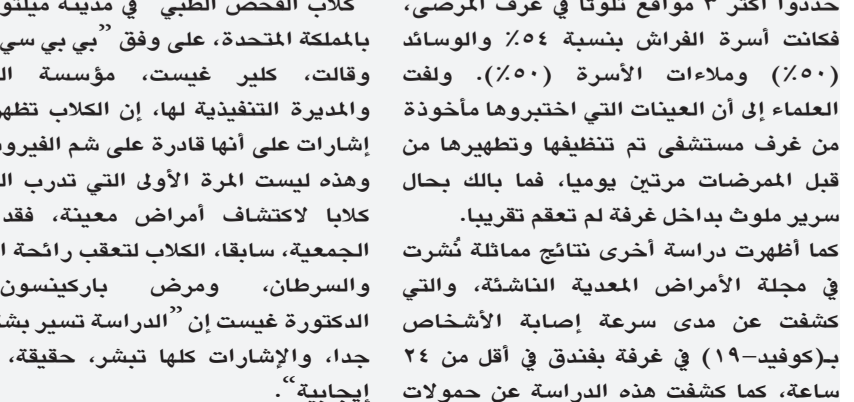 حددوا أكثر ٣ مواقع تلوثا في غرف المرضى،
فكانت أسرة الفراش بنسبة ٥٤٪ والوسائد
(٥٠٪) وملاءات الأسرة (٥٠٪). ولفت
العلماء إلى أن العينات التي اختبروها مأخوذة
من غرف مستشفى تم تنظيفها وتطهيرها من
قبل الممرضات مرتين يوميا، فما بالك بحال
سرير ملوث بداخل غرفة لم تعقم تقريبا.
كما أظهرت دراسة أخرى نتائج مماثلة نُشرت
في مجلة الأمراض المعدية الناشئة، والتي
كشفت عن مدى سرعة إصابة الأشخاص
بـ(كوفيد-١٩) في غرفة بفندق في أقل من ٢٤
ساعة، كما كشفت هذه الدراسة عن حمولات
"كلاب الفحص الطبي" في مدينة
بالمملكة المتحدة، على وفق "بي بي سي
وقالت، كلير غيست، مؤسسة
والمديرة التنفيذية لها، إن الكلاب
إشارات على أنها قادرة على شم
وهذه ليست المرة الأولى التي تدرب
كلابا لاكتشاف أمراض معينة، فقد
الجمعية، سابقا، الكلاب لتعقب رائحة
والسرطان، ومرض باركينسون
الدكتورة غيست إن "الدراسة تسير
جدا، والإشارات كلها تبشر، حقيقة،
إيجابية".